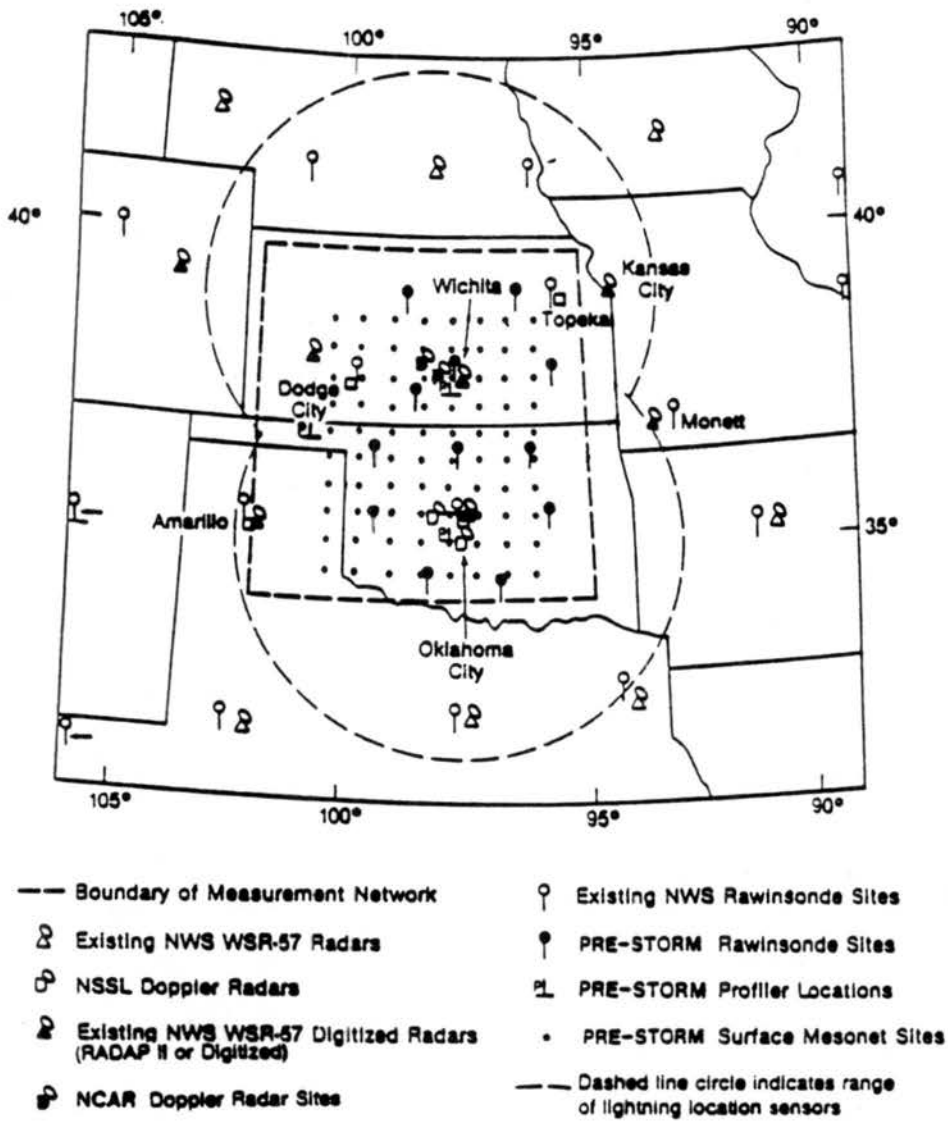 105°
100°
95°
90°
40°
40°
Wichita
Kansas
City
Topeka
Dodge
City
Monett
Amarillo
35°
Oklahoma
City
105°
100°
95°
90°
Boundary of Measurement Network
Existing NWS WSR-57 Radars
NSSL Doppler Radars
Existing NWS WSR-57 Digitized Radars
(RADAP II or Digitized)
NCAR Doppler Radar Sites
Existing NWS Rawinsonde Sites
PRE-STORM Rawinsonde Sites
PRE-STORM Profiler Locations
PRE-STORM Surface Mesonet Sites
Dashed line circle indicates range
of lightning location sensors